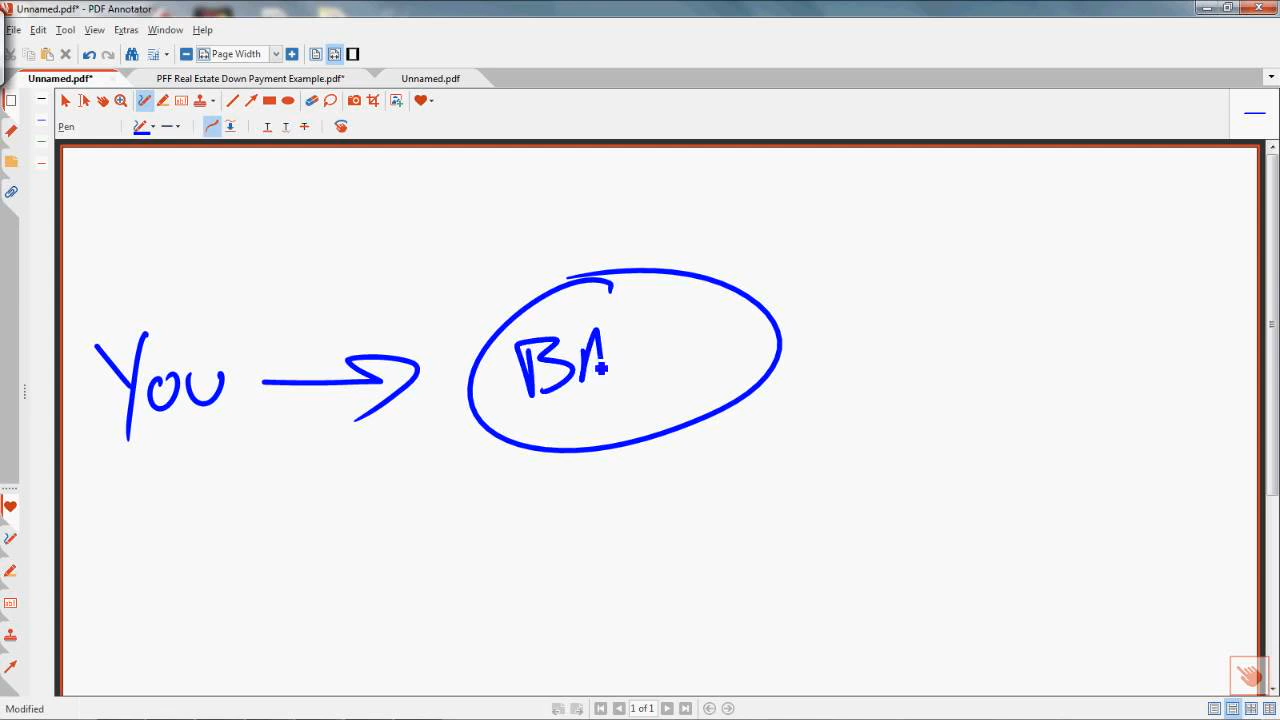 Unnamed.pdf* - PDF Annotator
File Edit Tool View Extras Window Help
Page Width
Unnamed.pdf* PFF Real Estate Down Payment Example.pdf* Unnamed.pdf
Pen
You BA
Modified
1 of 1